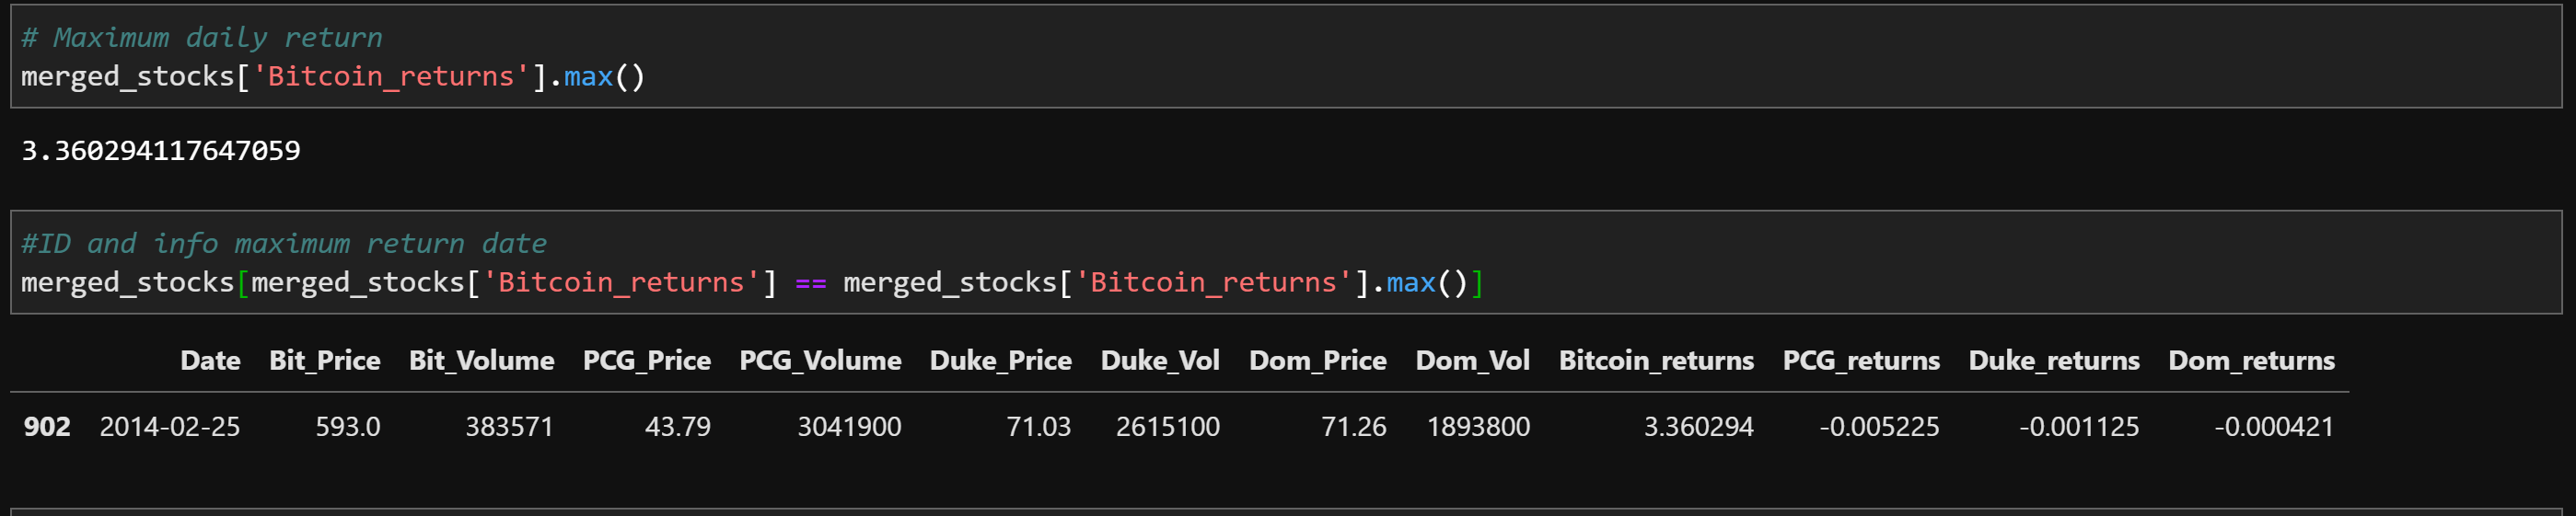 # Maximum daily return
merged_stocks['Bitcoin_returns'].max()
3.360294117647059
#ID and info maximum return date
merged_stocks[merged_stocks['Bitcoin_returns'] == merged_stocks['Bitcoin_returns'].max()]
Date Bit_Price Bit_Volume PCG_Price PCG_Volume Duke_Price Duke_Vol Dom_Price Dom_Vol Bitcoin_returns PCG_returns Duke_returns Dom_returns
902 2014-02-25 593.0 383571 43.79 3041900 71.03 2615100 71.26 1893800 3.360294 -0.005225 -0.001125 -0.000421